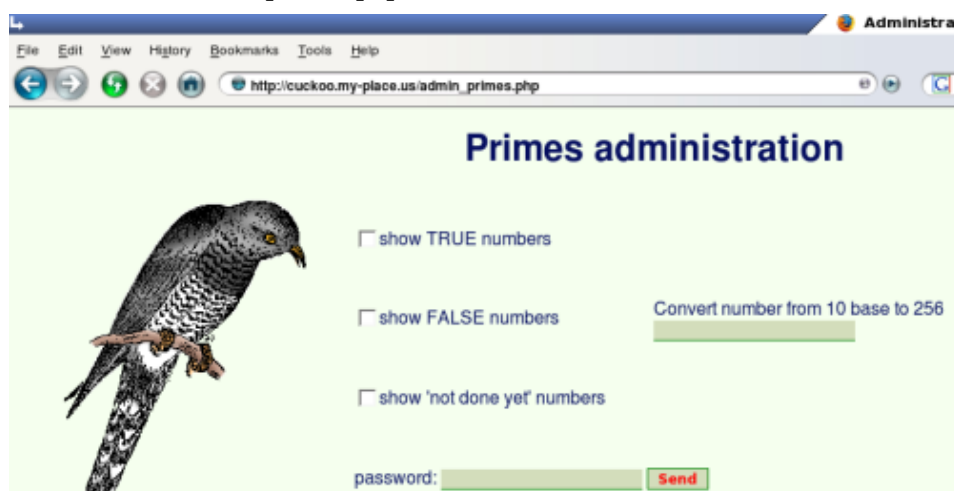 Administra
File Edit View History Bookmarks Tools Help
http://cuckoo.my-place.us/admin_primes.php
Primes administration
show TRUE numbers
show FALSE numbers
Convert number from 10 base to 256
show 'not done yet' numbers
password:
Send